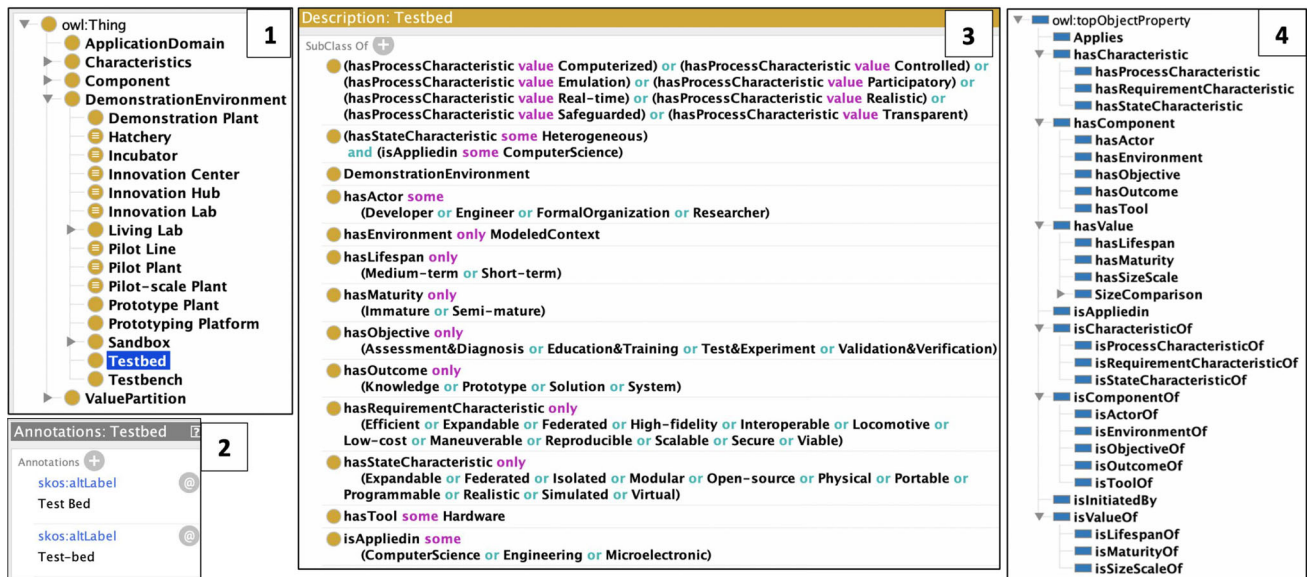 owl:Thing
1
ApplicationDomain
Characteristics
Component
DemonstrationEnvironment
Demonstration Plant
Hatchery
Incubator
Innovation Center
Innovation Hub
Innovation Lab
Living Lab
Pilot Line
Pilot Plant
Pilot-scale Plant
Prototype Plant
Prototyping Platform
Sandbox
Testbed
Testbench
ValuePartition
Annotations: Testbed
?
2
Annotations
skos:altLabel
@
Test Bed
skos:altLabel
@
Test-bed
Description: Testbed
3
SubClass Of
(hasProcessCharacteristic value Computerized) or (hasProcessCharacteristic value Controlled) or
(hasProcessCharacteristic value Emulation) or (hasProcessCharacteristic value Participatory) or
(hasProcessCharacteristic value Real-time) or (hasProcessCharacteristic value Realistic) or
(hasProcessCharacteristic value Safeguarded) or (hasProcessCharacteristic value Transparent)
(hasStateCharacteristic some Heterogeneous)
and (isAppliedin some ComputerScience)
DemonstrationEnvironment
hasActor some
(Developer or Engineer or FormalOrganization or Researcher)
hasEnvironment only ModeledContext
hasLifespan only
(Medium-term or Short-term)
hasMaturity only
(Immature or Semi-mature)
hasObjective only
(Assessment&Diagnosis or Education&Training or Test&Experiment or Validation&Verification)
hasOutcome only
(Knowledge or Prototype or Solution or System)
hasRequirementCharacteristic only
(Efficient or Expandable or Federated or High-fidelity or Interoperable or Locomotive or
Low-cost or Maneuverable or Reproducible or Scalable or Secure or Viable)
hasStateCharacteristic only
(Expandable or Federated or Isolated or Modular or Open-source or Physical or Portable or
Programmable or Realistic or Simulated or Virtual)
hasTool some Hardware
isAppliedin some
(ComputerScience or Engineering or Microelectronic)
owl:topObjectProperty
4
Applies
hasCharacteristic
hasProcessCharacteristic
hasRequirementCharacteristic
hasStateCharacteristic
hasComponent
hasActor
hasEnvironment
hasObjective
hasOutcome
hasTool
hasValue
hasLifespan
hasMaturity
hasSizeScale
SizeComparison
isAppliedin
isCharacteristicOf
isProcessCharacteristicOf
isRequirementCharacteristicOf
isStateCharacteristicOf
isComponentOf
isActorOf
isEnvironmentOf
isObjectiveOf
isOutcomeOf
isToolOf
isInitiatedBy
isValueOf
isLifespanOf
isMaturityOf
isSizeScaleOf